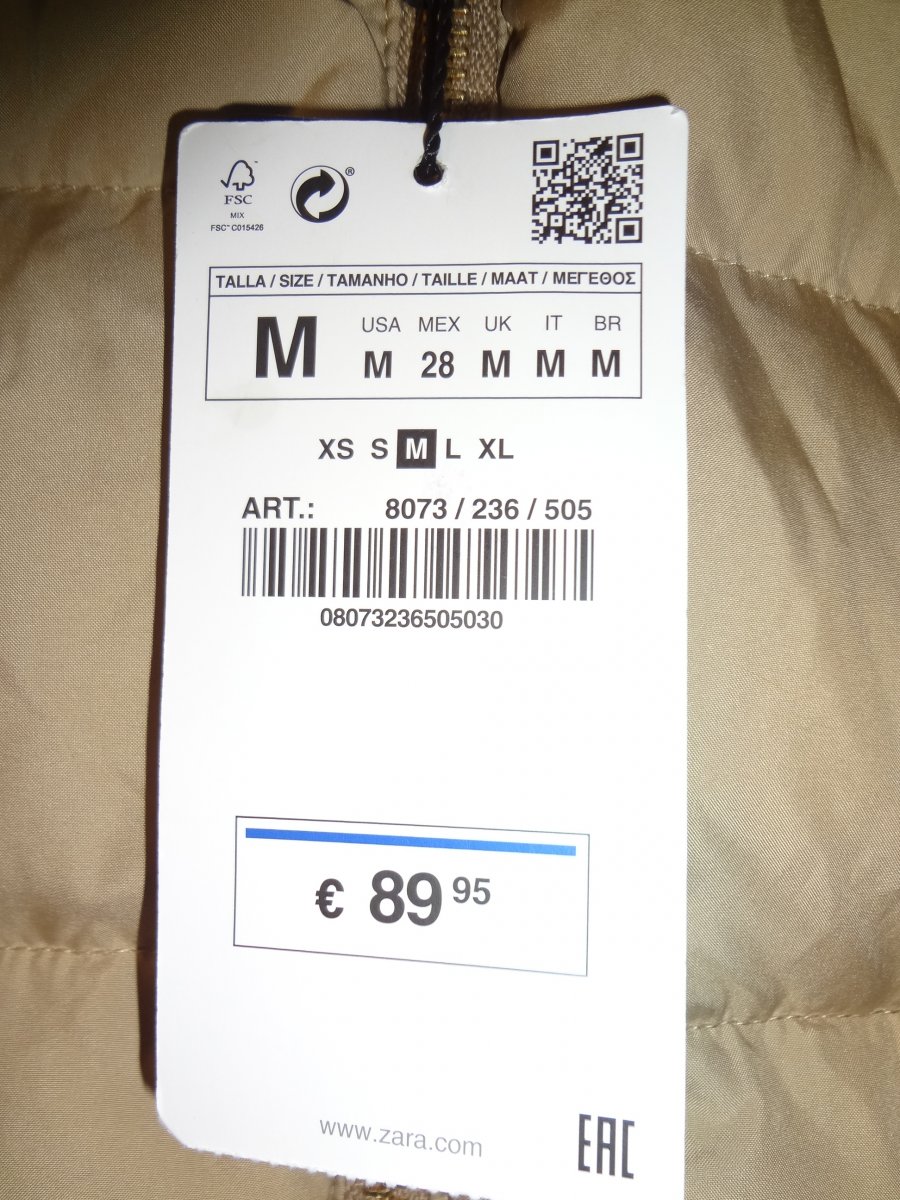 FSC™
MIX
FSC™ C015426
®
TALLA / SIZE / TAMANHO / TAILLE / MAAT / ΜΕΓΕΘΟΣ
M
USA MEX UK IT BR
M 28 M M M
XS S M L XL
ART.: 8073 / 236 / 505
08073236505030
€ 89 95
www.zara.com
EAC